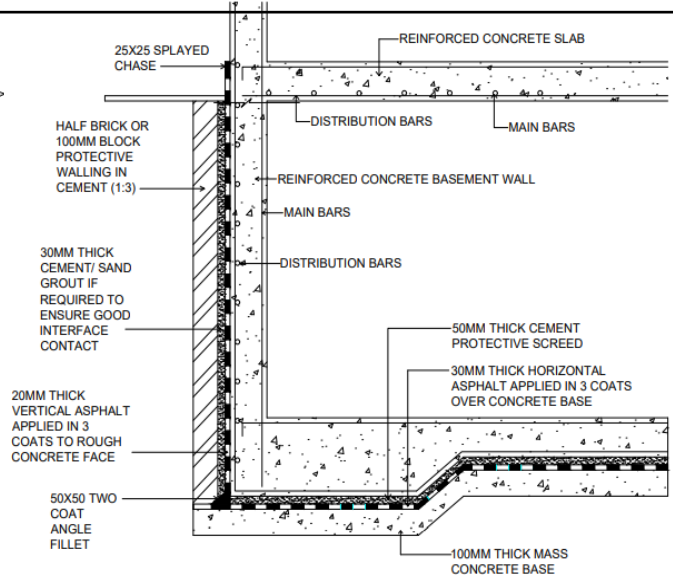 25X25 SPLAYED
CHASE
REINFORCED CONCRETE SLAB
DISTRIBUTION BARS
MAIN BARS
HALF BRICK OR
100MM BLOCK
PROTECTIVE
WALLING IN
CEMENT (1:3)
REINFORCED CONCRETE BASEMENT WALL
MAIN BARS
DISTRIBUTION BARS
30MM THICK
CEMENT/ SAND
GROUT IF
REQUIRED TO
ENSURE GOOD
INTERFACE
CONTACT
50MM THICK CEMENT
PROTECTIVE SCREED
30MM THICK HORIZONTAL
ASPHALT APPLIED IN 3 COATS
OVER CONCRETE BASE
20MM THICK
VERTICAL ASPHALT
APPLIED IN 3
COATS TO ROUGH
CONCRETE FACE
50X50 TWO
COAT
ANGLE
FILLET
100MM THICK MASS
CONCRETE BASE